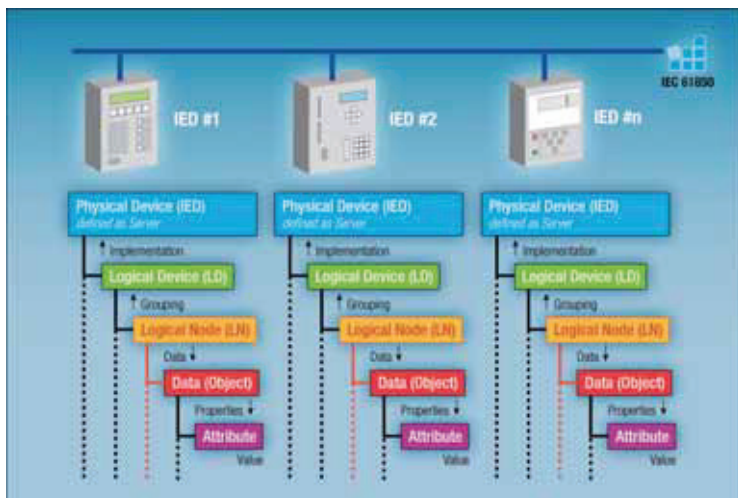 IEC 61850
IED #1
IED #2
IED #n
Physical Device (IED)
defined as Server
Implementation
Logical Device (LD)
Grouping
Logical Node (LN)
Data
Data (Object)
Properties
Attribute
Value
Physical Device (IED)
defined as Server
Implementation
Logical Device (LD)
Grouping
Logical Node (LN)
Data
Data (Object)
Properties
Attribute
Value
Physical Device (IED)
defined as Server
Implementation
Logical Device (LD)
Grouping
Logical Node (LN)
Data
Data (Object)
Properties
Attribute
Value